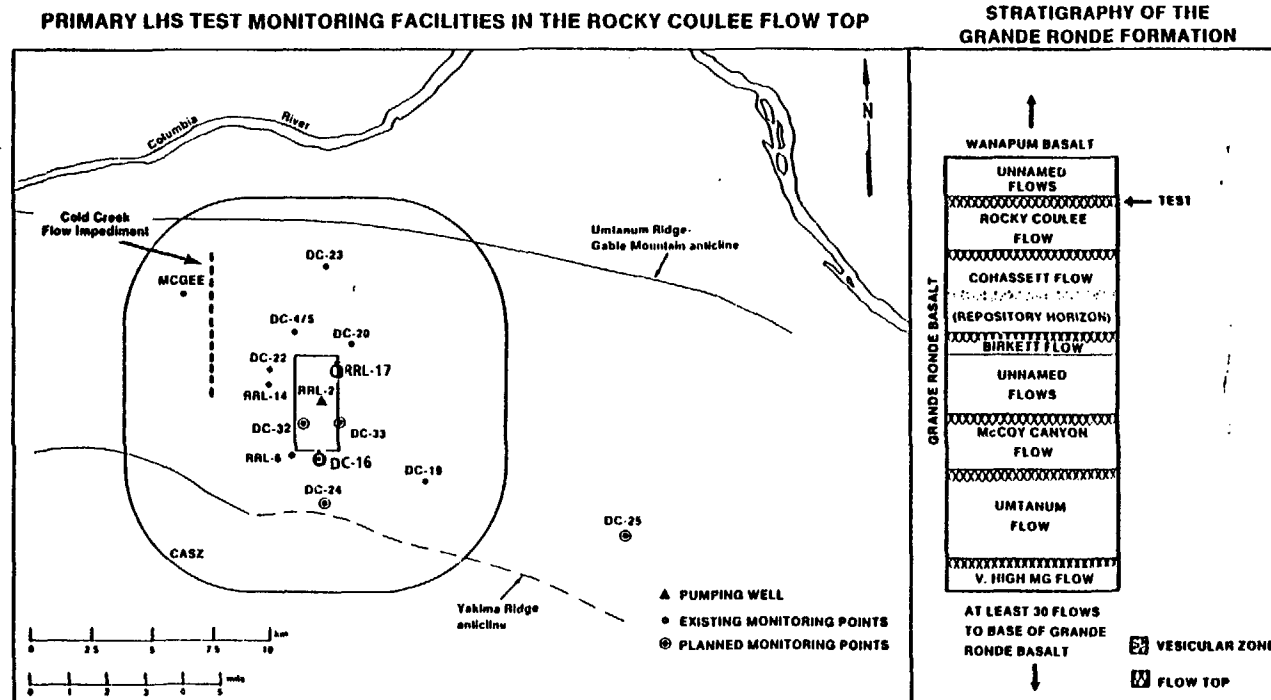 PRIMARY LHS TEST MONITORING FACILITIES IN THE ROCKY COULEE FLOW TOP
Columbia River
N
Cold Creek
Flow Impediment
Umtanum Ridge-
Gable Mountain anticline
MCGEE
DC-23
DC-4/5
DC-20
DC-22
RRL-17
RRL-2
RRL-14
DC-32
DC-33
RRL-6
DC-16
DC-19
DC-24
DC-25
CASZ
Yakima Ridge
anticline
▲ PUMPING WELL
• EXISTING MONITORING POINTS
◉ PLANNED MONITORING POINTS
0 2 5 5 7 5 10 km
0 1 2 3 4 5 mile
STRATIGRAPHY OF THE
GRANDE RONDE FORMATION
WANAPUM BASALT
UNNAMED
FLOWS
TEST
ROCKY COULEE
FLOW
COHASSETT FLOW
(REPOSITORY HORIZON)
BIRKETT FLOW
UNNAMED
FLOWS
McCOY CANYON
FLOW
UMTANUM
FLOW
V. HIGH MG FLOW
GRANDE RONDE BASALT
AT LEAST 30 FLOWS
TO BASE OF GRANDE
RONDE BASALT
VESICULAR ZONE
FLOW TOP